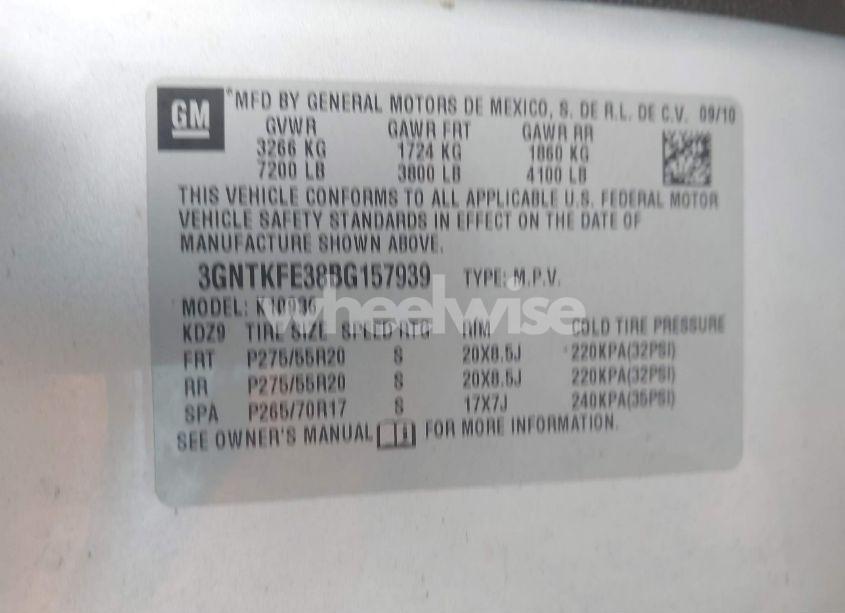 GM
*MFD BY GENERAL MOTORS DE MEXICO, S. DE R.L. DE C.V. 09/10
GVWR GAWR FRT GAWR RR
3266 KG 1724 KG 1860 KG
7200 LB 3800 LB 4100 LB
THIS VEHICLE CONFORMS TO ALL APPLICABLE U.S. FEDERAL MOTOR
VEHICLE SAFETY STANDARDS IN EFFECT ON THE DATE OF
MANUFACTURE SHOWN ABOVE.
3GNTKFE38BG157939 TYPE: M.P.V.
MODEL: K10936
wheelwise
KDZ9 TIRE SIZE SPEED RTG RIM COLD TIRE PRESSURE
FRT P275/55R20 S 20X8.5J 220KPA(32PSI)
RR P275/55R20 S 20X8.5J 220KPA(32PSI)
SPA P265/70R17 S 17X7J 240KPA(35PSI)
SEE OWNER'S MANUAL FOR MORE INFORMATION.